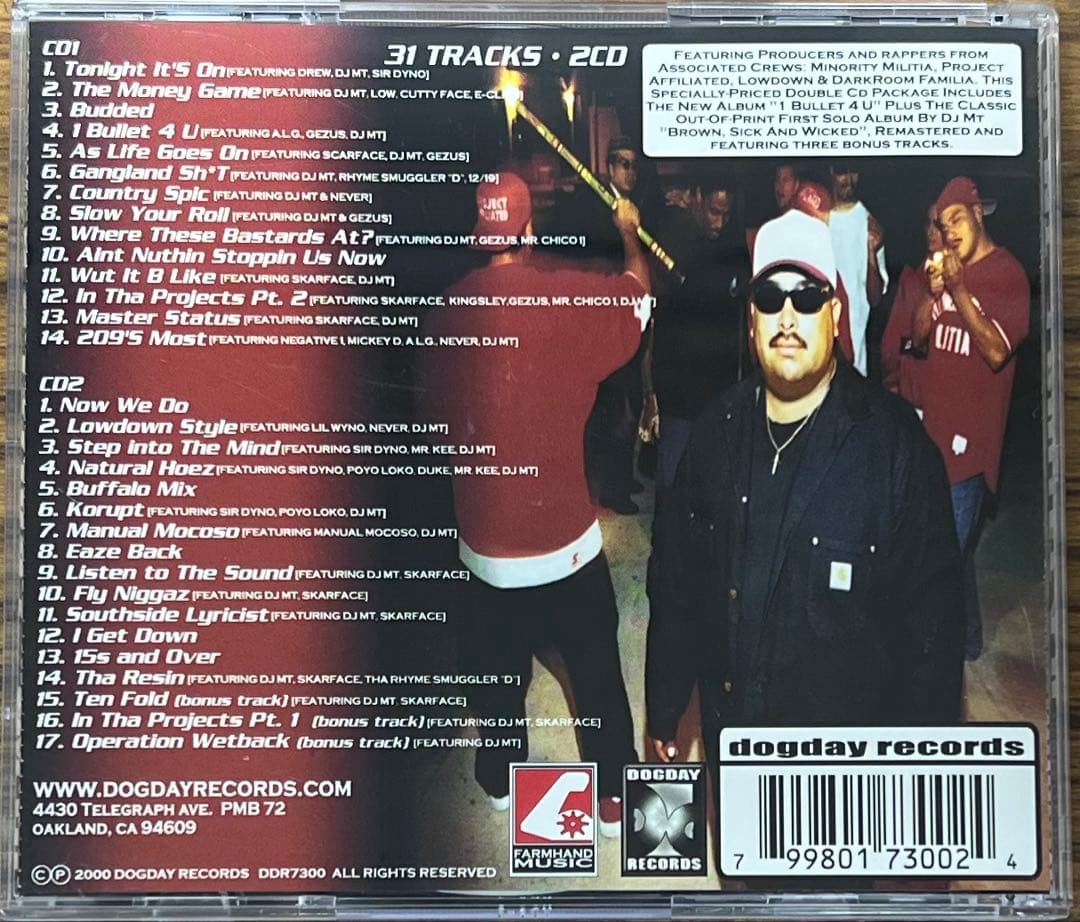 CD1
31 TRACKS • 2CD
1. Tonight It'S On [FEATURING DREW, DJ MT, SIR DYNO]
2. The Money Game [FEATURING DJ MT, LOW, CUTTY FACE,
3. Budded
4. 1 Bullet 4 U [FEATURING A.L.G., GEZUS, DJ MT]
5. As Life Goes On [FEATURING SCARFACE, DJ MT, GEZUS]
6. Gangland Sh*T [FEATURING DJ MT, RHYME SMUGGLER "D", 12/19]
7. Country Spic [FEATURING DJ MT & NEVER]
8. Slow Your Roll [FEATURING DJ MT & GEZUS]
9. Where These Bastards At? [FEATURING DJ MT, GEZUS, MR. CHICO 1]
10. Aint Nuthin Stoppin Us Now
11. Wut It B Like [FEATURING SKARFACE, DJ MT]
12. In Tha Projects Pt. 2 [FEATURING SKARFACE, KINGSLEY, GEZUS, MR. CHICO 1, DJ MT]
13. Master Status [FEATURING SKARFACE, DJ MT]
14. 209'S Most [FEATURING NEGATIVE 1, MICKEY D, A.L.G., NEVER, DJ MT]
FEATURING PRODUCERS AND RAPPERS FROM
ASSOCIATED CREWS: MINORITY MILITIA, PROJECT
AFFILIATED, LOWDOWN & DARKROOM FAMILIA. THIS
SPECIALLY-PRICED DOUBLE CD PACKAGE INCLUDES
THE NEW ALBUM "1 BULLET 4 U" PLUS THE CLASSIC
OUT-OF-PRINT FIRST SOLO ALBUM BY DJ MT
"BROWN, SICK AND WICKED", REMASTERED AND
FEATURING THREE BONUS TRACKS.
CD2
1. Now We Do
2. Lowdown Style [FEATURING LIL WYNO, NEVER, DJ MT]
3. Step into The Mind [FEATURING SIR DYNO, MR. KEE, DJ MT]
4. Natural Hoez [FEATURING SIR DYNO, POYO LOKO, DUKE, MR. KEE, DJ MT]
5. Buffalo Mix
6. Korupt [FEATURING SIR DYNO, POYO LOKO, DJ MT]
7. Manual Mocoso [FEATURING MANUAL MOCOSO, DJ MT]
8. Eaze Back
9. Listen to The Sound [FEATURING DJ MT, SKARFACE]
10. Fly Niggaz [FEATURING DJ MT, SKARFACE]
11. Southside Lyricist [FEATURING DJ MT, SKARFACE]
12. I Get Down
13. 15s and Over
14. Tha Resin [FEATURING DJ MT, SKARFACE, THA RHYME SMUGGLER "D"]
15. Ten Fold (bonus track) [FEATURING DJ MT, SKARFACE]
16. In Tha Projects Pt. 1 (bonus track) [FEATURING DJ MT, SKARFACE]
17. Operation Wetback (bonus track) [FEATURING DJ MT]
WWW.DOGDAYRECORDS.COM
4430 TELEGRAPH AVE. PMB 72
OAKLAND, CA 94609
©℗ 2000 DOGDAY RECORDS DDR7300 ALL RIGHTS RESERVED
FARMHAND
MUSIC
DOGDAY
RECORDS
dogday records
7 99801 73002 4